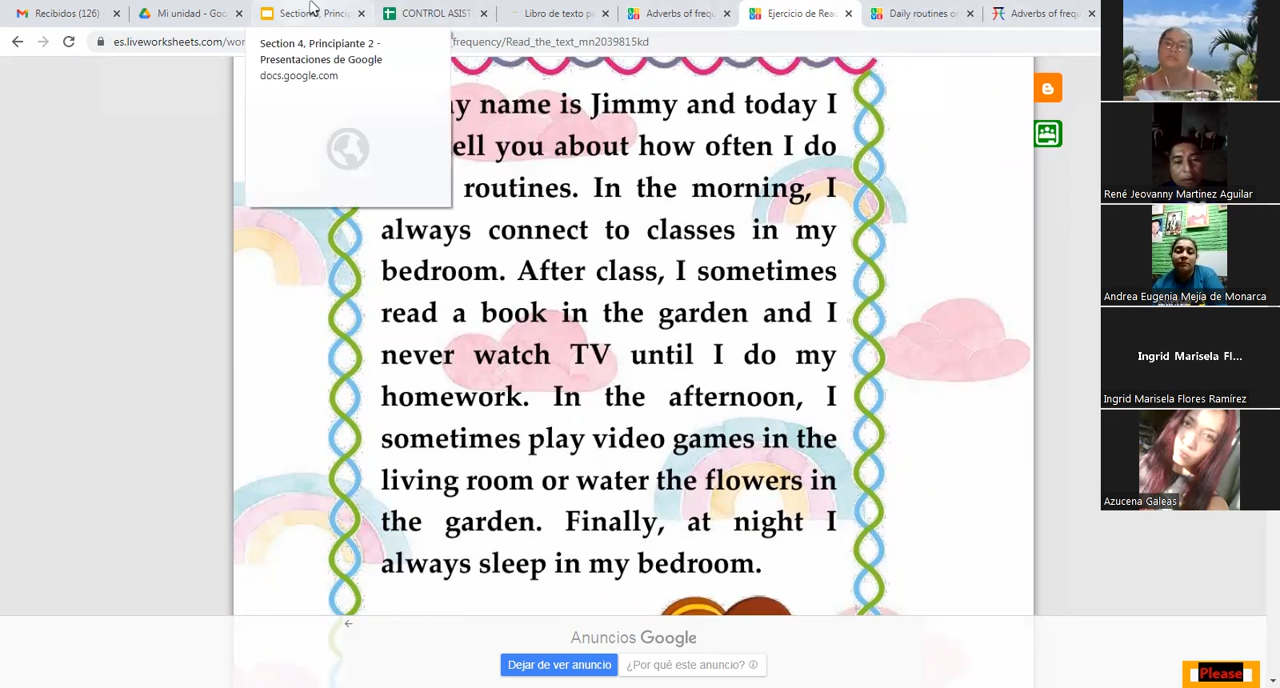 Recibidos (126)
Mi unidad - Goo
Section 4, Princip
CONTROL ASIST
Libro de texto pa
Adverbs of frequ
Ejercicio de Rea
Daily routines or
Adverbs of frequ
es.liveworksheets.com/wor
frequency/Read_the_text_mn2039815kd
Section 4, Principiante 2 -
Presentaciones de Google
docs.google.com
y name is Jimmy and today I
ell you about how often I do
routines. In the morning, I
always connect to classes in my
bedroom. After class, I sometimes
read a book in the garden and I
never watch TV until I do my
homework. In the afternoon, I
sometimes play video games in the
living room or water the flowers in
the garden. Finally, at night I
always sleep in my bedroom.
Anuncios Google
Dejar de ver anuncio
¿Por qué este anuncio?
René Jeovanny Martinez Aguilar
Andrea Eugenia Mejía de Monarca
Ingrid Marisela Fl...
Ingrid Marisela Flores Ramírez
Azucena Galeas
Please